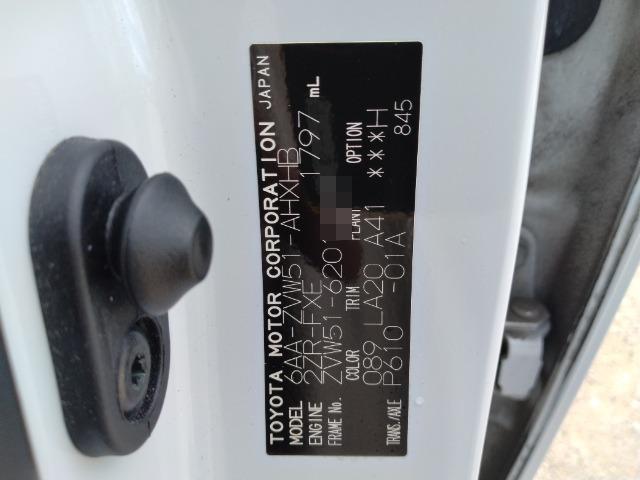 TOYOTA MOTOR CORPORATION JAPAN
MODEL 6AA-ZVW51-AHXHB
ENGINE 2ZR-FXE 1797 mL
FRAME No. ZVW51-6201
COLOR TRIM PLANT OPTION
089 LA20 A41 ***H
TRANS./AXLE P610 -01A 845